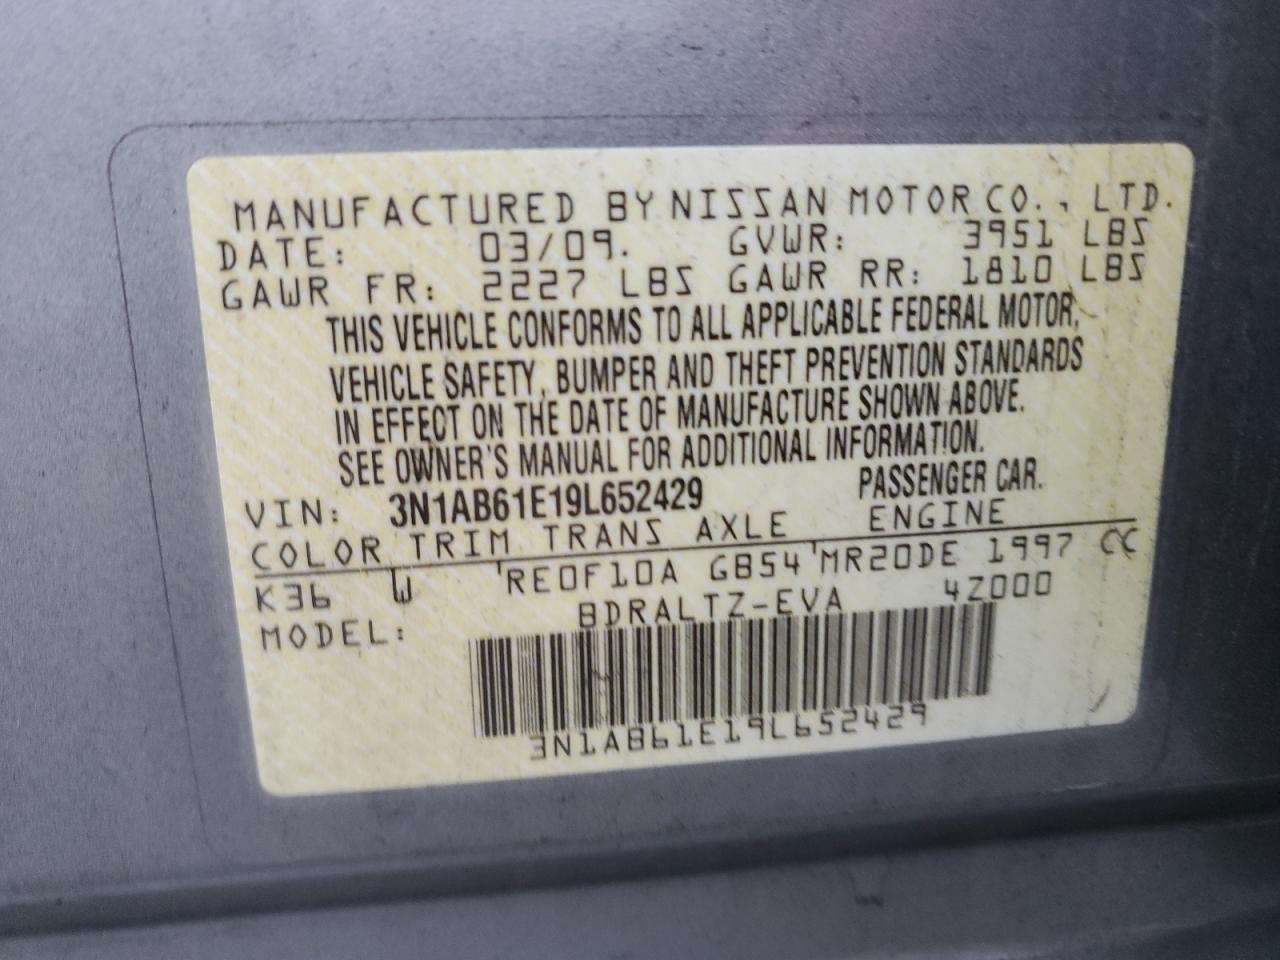 MANUFACTURED BY NISSAN MOTOR CO., LTD.
DATE: 03/09. GVWR: 3951 LBS
GAWR FR: 2227 LBS GAWR RR: 1810 LBS
THIS VEHICLE CONFORMS TO ALL APPLICABLE FEDERAL MOTOR,
VEHICLE SAFETY, BUMPER AND THEFT PREVENTION STANDARDS
IN EFFECT ON THE DATE OF MANUFACTURE SHOWN ABOVE.
SEE OWNER'S MANUAL FOR ADDITIONAL INFORMATION.
VIN: 3N1AB61E19L652429 PASSENGER CAR.
COLOR TRIM TRANS AXLE ENGINE
K36 W RE0F10A GB54 MR20DE 1997 CC
MODEL: BDRALTZ-EVA 4Z000
3N1AB61E19L652429